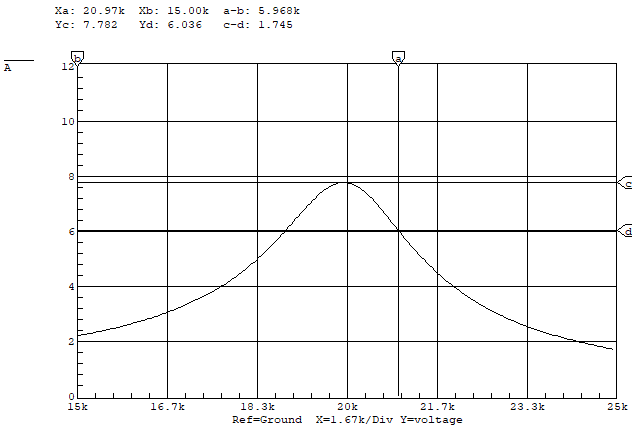 Xa: 20.97k Xb: 15.00k a-b: 5.968k
Yc: 7.782 Yd: 6.036 c-d: 1.745
b a
A
12
10
8
c
6
d
4
2
0
15k 16.7k 18.3k 20k 21.7k 23.3k 25k
Ref=Ground X=1.67k/Div Y=voltage